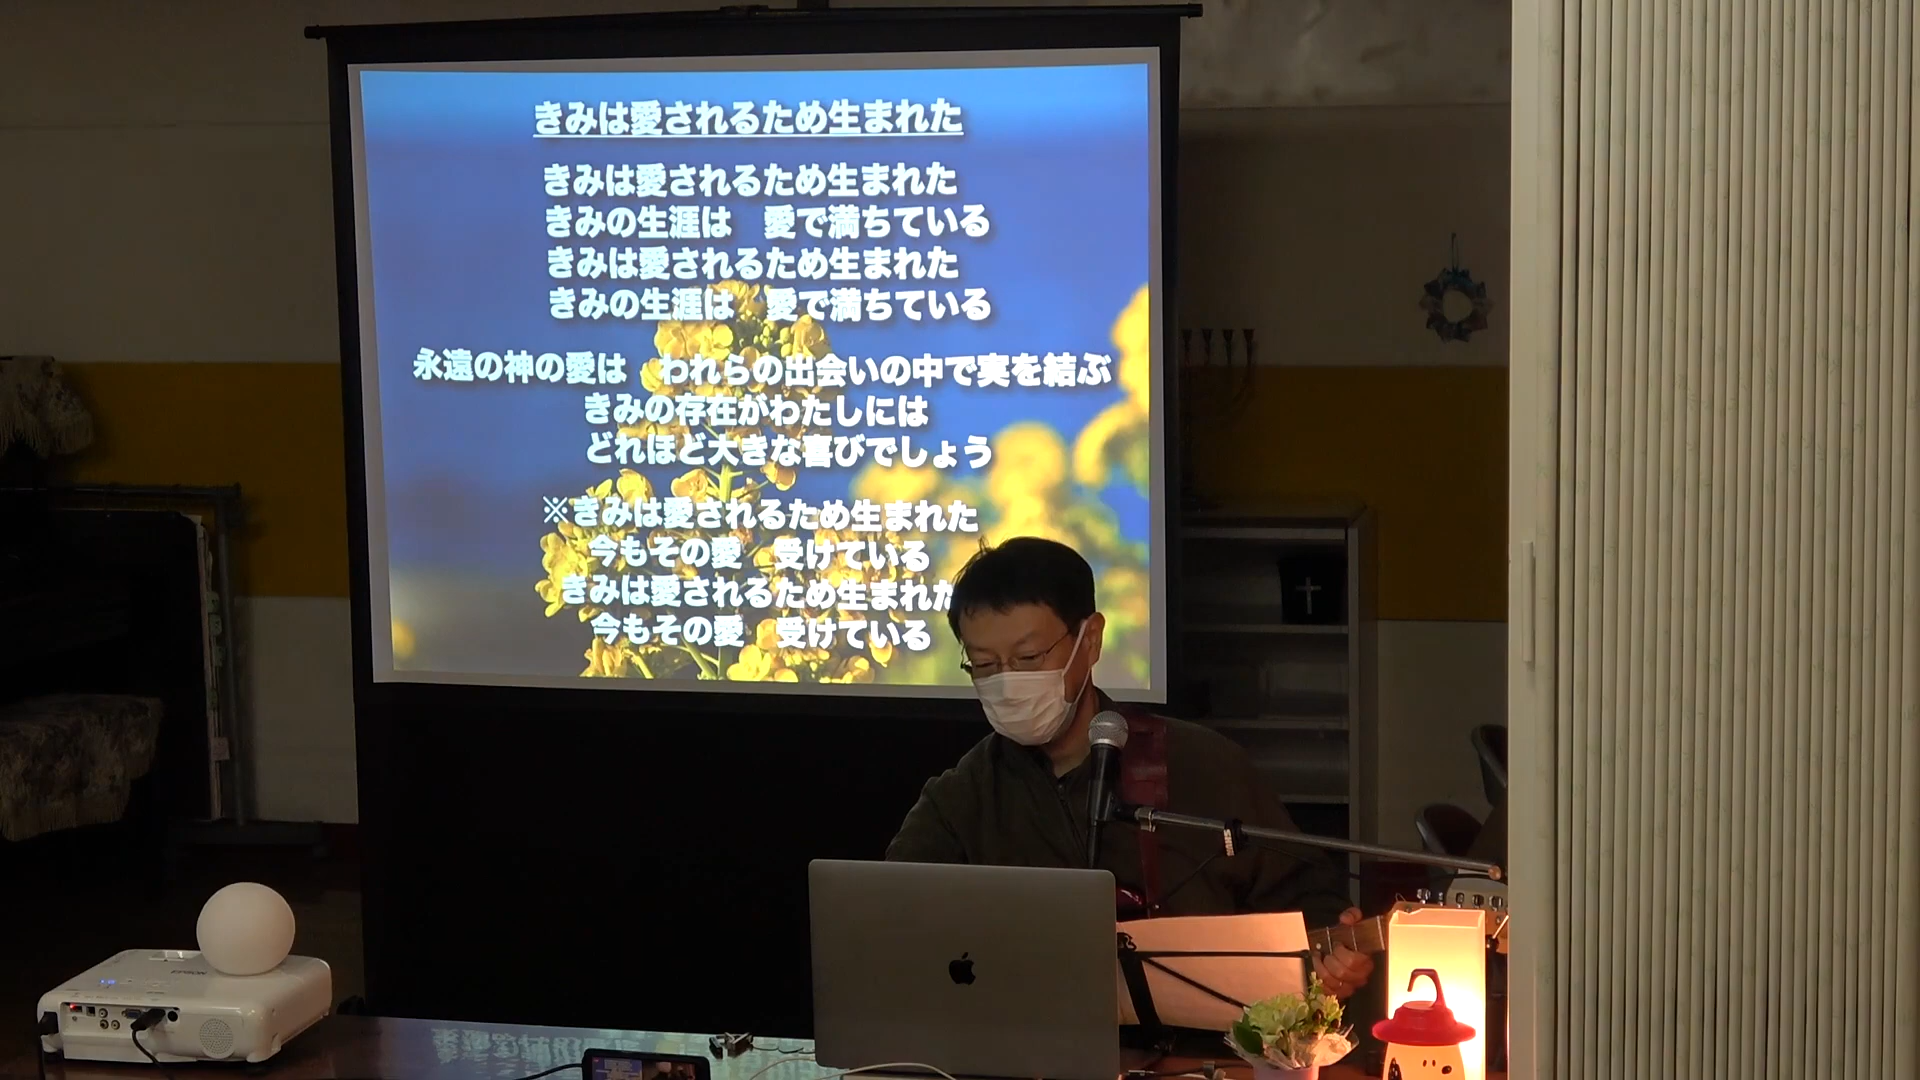 きみは愛されるため生まれた
きみは愛されるため生まれた
きみの生涯は　愛で満ちている
きみは愛されるため生まれた
きみの生涯は　愛で満ちている
永遠の神の愛は　われらの出会いの中で実を結ぶ
きみの存在がわたしには
どれほど大きな喜びでしょう
※きみは愛されるため生まれた
今もその愛　受けている
きみは愛されるため生まれた
今もその愛　受けている
EPSON